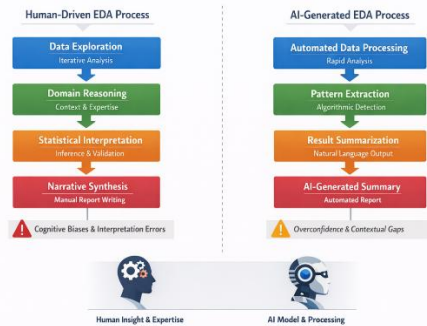 Human-Driven EDA Process
Data Exploration
Iterative Analysis
Domain Reasoning
Context & Expertise
Statistical Interpretation
Inference & Validation
Narrative Synthesis
Manual Report Writing
Cognitive Biases & Interpretation Errors
AI-Generated EDA Process
Automated Data Processing
Rapid Analysis
Pattern Extraction
Algorithmic Detection
Result Summarization
Natural Language Output
AI-Generated Summary
Automated Report
Overconfidence & Contextual Gaps
Human Insight & Expertise
AI Model & Processing